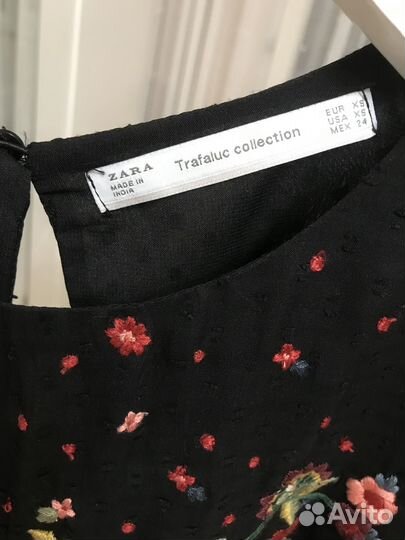 ZARA
MADE IN
INDIA
Trafaluc collection
EUR XS
USA XS
MEX 24
Avito